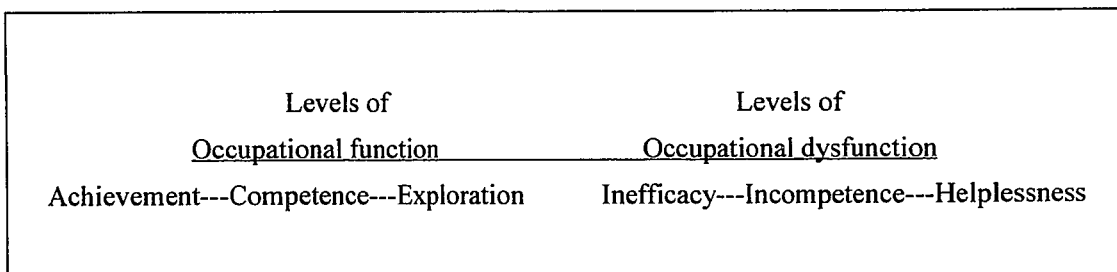 Levels of Levels of
Occupational function Occupational dysfunction
Achievement---Competence---Exploration Inefficacy---Incompetence---Helplessness